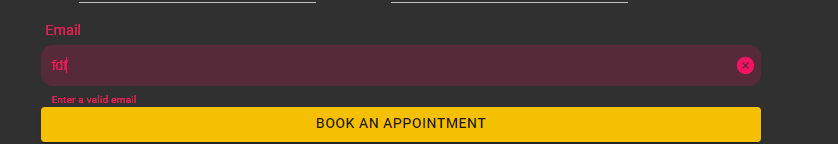 Email
fdf
Enter a valid email
BOOK AN APPOINTMENT